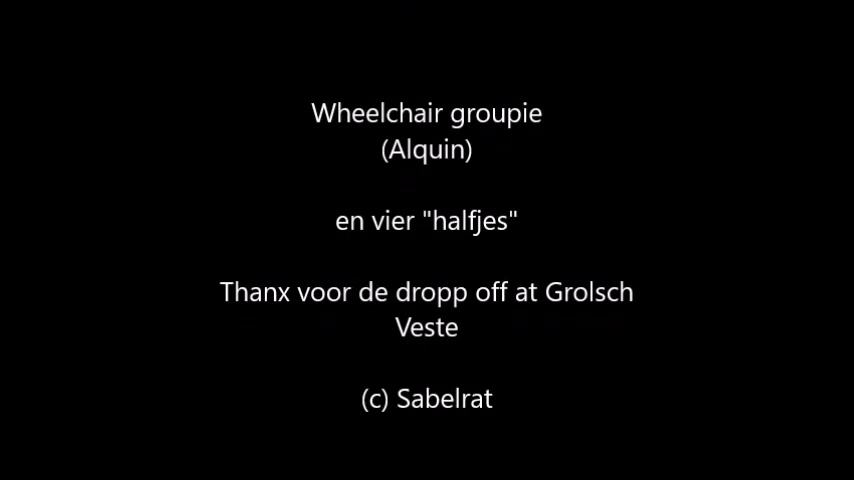 Wheelchair groupie
(Alquin)
en vier "halfjes"
Thanx voor de dropp off at Grolsch
Veste
(c) Sabelrat